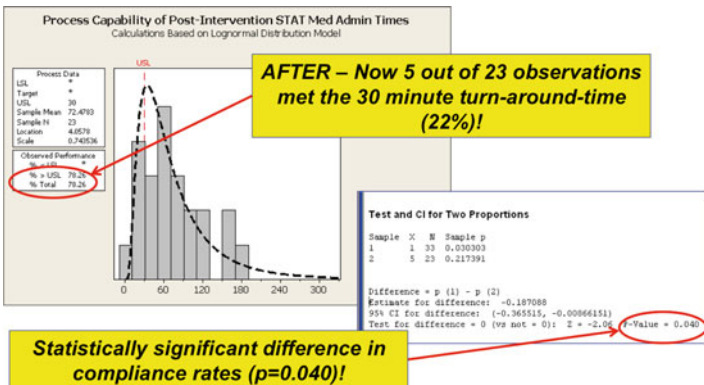 Process Capability of Post-Intervention STAT Med Admin Times
Calculations Based on Lognormal Distribution Model
Process Data
LSL *
Target *
USL 30
Sample Mean 72.4783
Sample N 23
Location 4.0578
Scale 0.743536
Observed Performance
% < LSL *
% > USL 78.26
% Total 78.26
USL
0 60 120 180 240 300
AFTER – Now 5 out of 23 observations
met the 30 minute turn-around-time
(22%)!
Test and CI for Two Proportions
Sample X N Sample p
1 1 33 0.030303
2 5 23 0.217391
Difference = p (1) - p (2)
Estimate for difference: -0.187088
95% CI for difference: (-0.365515, -0.00866151)
Test for difference = 0 (vs not = 0): Z = -2.06 P-Value = 0.040
Statistically significant difference in
compliance rates (p=0.040)!